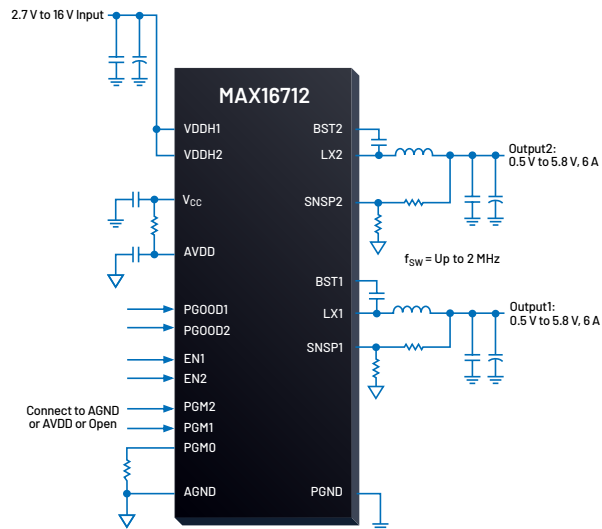 2.7 V to 16 V Input
MAX16712
VDDH1
VDDH2
VCC
AVDD
PGOOD1
PGOOD2
EN1
EN2
Connect to AGND
or AVDD or Open
PGM2
PGM1
PGM0
AGND
BST2
LX2
SNSP2
BST1
LX1
SNSP1
PGND
Output2:
0.5 V to 5.8 V, 6 A
fSW = Up to 2 MHz
Output1:
0.5 V to 5.8 V, 6 A